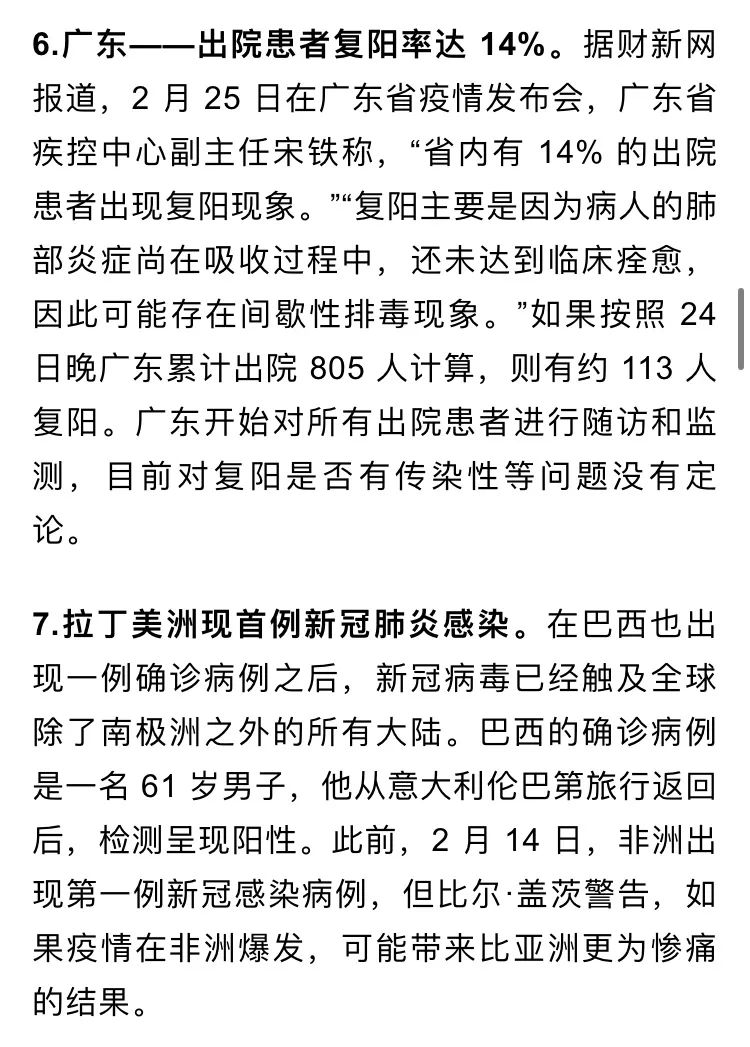 6.广东——出院患者复阳率达 14%。据财新网
报道，2 月 25 日在广东省疫情发布会，广东省
疾控中心副主任宋铁称，“省内有 14% 的出院
患者出现复阳现象。”“复阳主要是因为病人的肺
部炎症尚在吸收过程中，还未达到临床痊愈，
因此可能存在间歇性排毒现象。”如果按照 24
日晚广东累计出院 805 人计算，则有约 113 人
复阳。广东开始对所有出院患者进行随访和监
测，目前对复阳是否有传染性等问题没有定
论。
7.拉丁美洲现首例新冠肺炎感染。在巴西也出
现一例确诊病例之后，新冠病毒已经触及全球
除了南极洲之外的所有大陆。巴西的确诊病例
是一名 61 岁男子，他从意大利伦巴第旅行返回
后，检测呈现阳性。此前，2 月 14 日，非洲出
现第一例新冠感染病例，但比尔·盖茨警告，如
果疫情在非洲爆发，可能带来比亚洲更为惨痛
的结果。